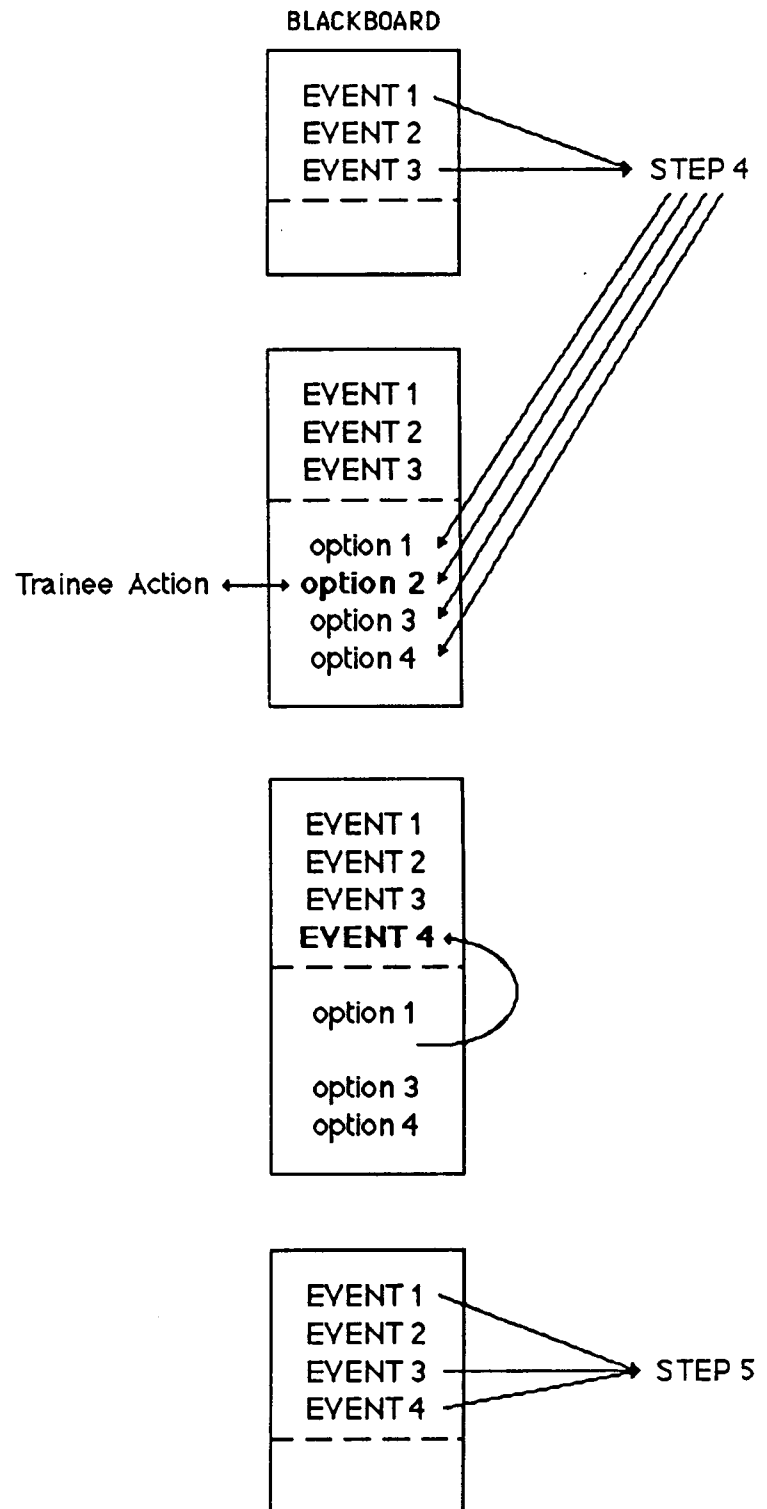 BLACKBOARD
EVENT 1
EVENT 2
EVENT 3
STEP 4
EVENT 1
EVENT 2
EVENT 3
option 1
Trainee Action
option 2
option 3
option 4
EVENT 1
EVENT 2
EVENT 3
EVENT 4
option 1
option 3
option 4
EVENT 1
EVENT 2
EVENT 3
STEP 5
EVENT 4